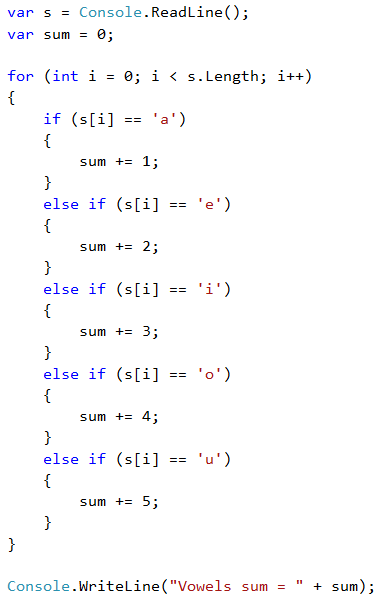 var s = Console.ReadLine();
var sum = 0;

for (int i = 0; i < s.Length; i++)
{
    if (s[i] == 'a')
    {
        sum += 1;
    }
    else if (s[i] == 'e')
    {
        sum += 2;
    }
    else if (s[i] == 'i')
    {
        sum += 3;
    }
    else if (s[i] == 'o')
    {
        sum += 4;
    }
    else if (s[i] == 'u')
    {
        sum += 5;
    }
}

Console.WriteLine("Vowels sum = " + sum);